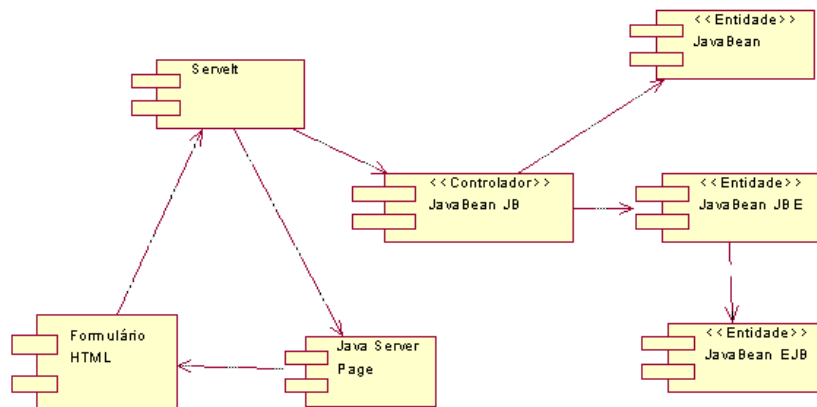 <<Entidade>>
JavaBean
Servelt
<<Controlador>>
JavaBean JB
<<Entidade>>
JavaBean JBE
Formulário
HTML
Java Server
Page
<<Entidade>>
JavaBean EJB